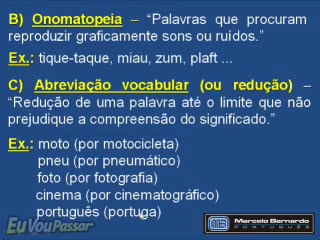 B) Onomatopeia – “Palavras que procuram
reproduzir graficamente sons ou ruídos.”
Ex.: tique-taque, miau, zum, plaft ...
C) Abreviação vocabular (ou redução) –
“Redução de uma palavra até o limite que não
prejudique a compreensão do significado.”
Ex.: moto (por motocicleta)
pneu (por pneumático)
foto (por fotografia)
cinema (por cinematográfico)
português (portuga)
EuVouPassar
MB Marcelo Bernardo
PORTUGUÊS